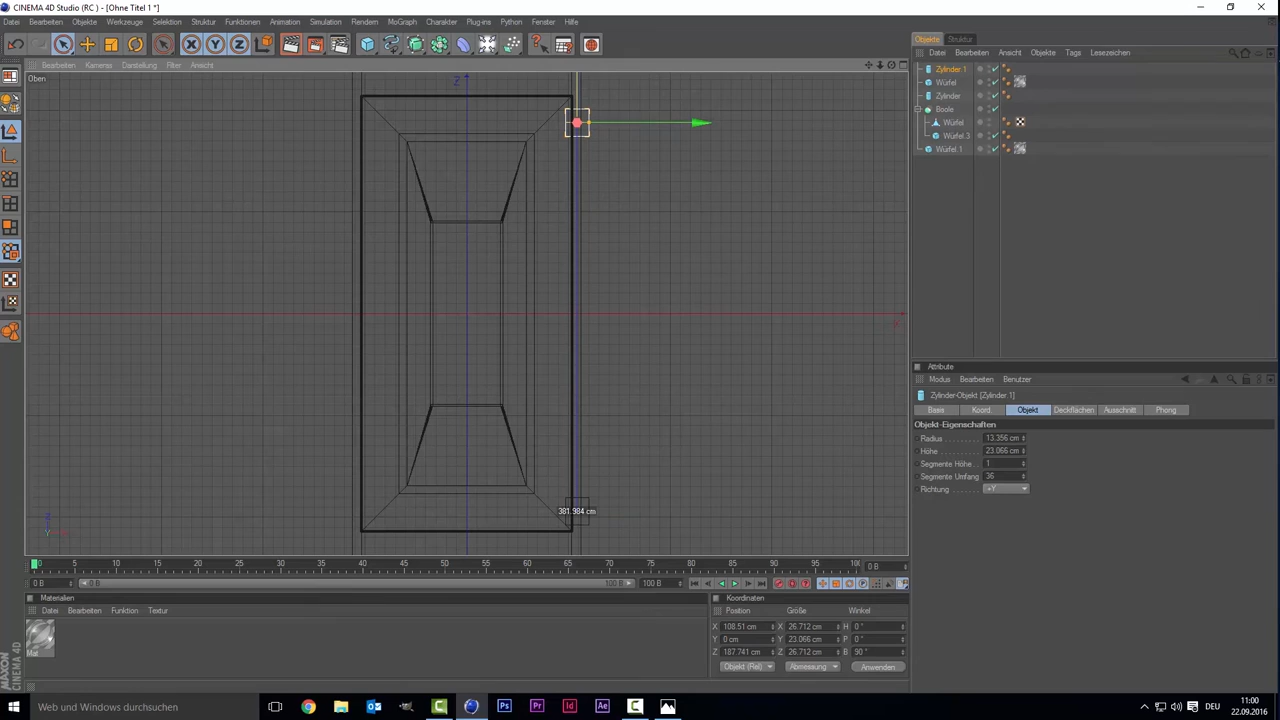 CINEMA 4D Studio (RC ) - [Ohne Titel 1 *]
Datei Bearbeiten Objekte Werkzeuge Selektion Struktur Funktionen Animation Simulation Rendern MoGraph Charakter Plug-ins Python Fenster Hilfe
X Y Z
Bearbeiten Kameras Darstellung Filter Ansicht
Oben
Z
X
381.984 cm
Z
Y
Objekte Struktur
Datei Bearbeiten Ansicht Objekte Tags Lesezeichen
Zylinder.1
Würfel
Zylinder
Boole
Würfel
Würfel.3
Würfel.1
Attribute
Modus Bearbeiten Benutzer
Zylinder-Objekt [Zylinder.1]
Basis Koord. Objekt Deckflächen Ausschnitt Phong
Objekt-Eigenschaften
Radius 13.356 cm
Höhe 23.066 cm
Segmente Höhe 1
Segmente Umfang 36
Richtung +Y
0 5 10 15 20 25 30 35 40 45 50 55 60 65 70 75 80 85 90 95 100 0 B
0 B 0 B 100 B 100 B
Materialien
Datei Bearbeiten Funktion Textur
Mat
MAXON
CINEMA 4D
Koordinaten
Position Größe Winkel
X 108.51 cm X 26.712 cm H 0 °
Y 0 cm Y 23.066 cm P 0 °
Z 187.741 cm Z 26.712 cm B 90 °
Objekt (Rel) Abmessung Anwenden
Web und Windows durchsuchen
Ps Pr Id Ae
DEU
11:00
22.09.2016